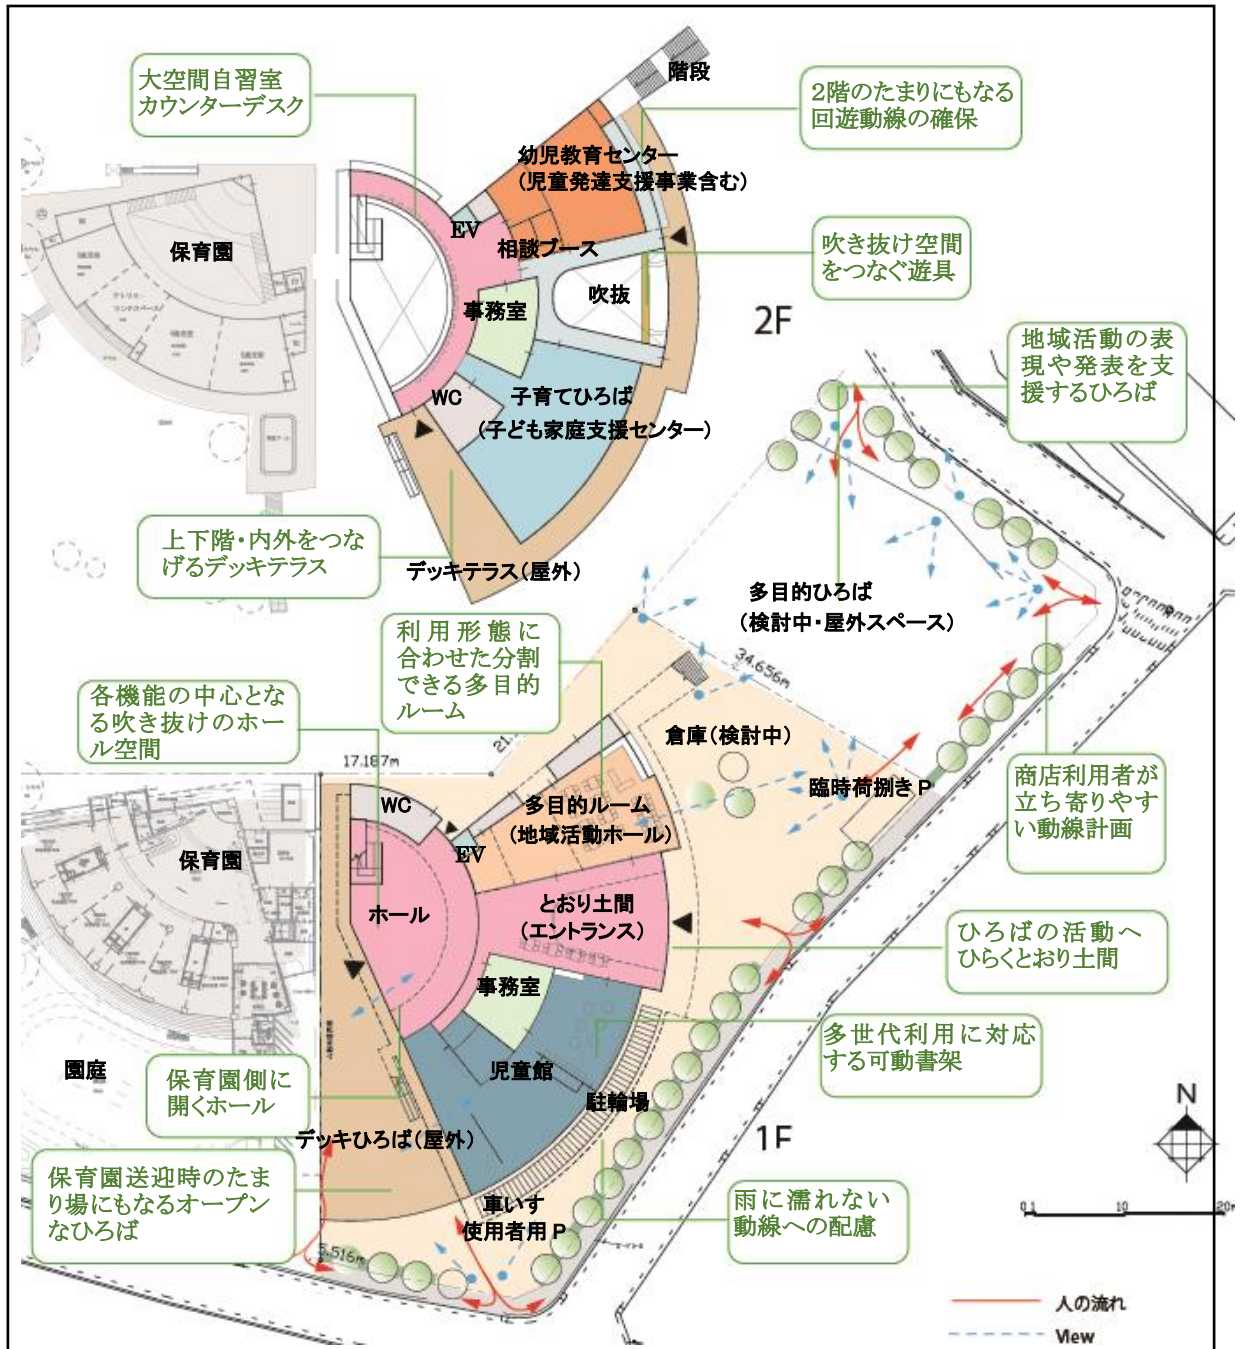 階段
大空間自習室
カウンターデスク
2階のたまりにもなる
回遊動線の確保
幼児教育センター
(児童発達支援事業含む)
EV
相談ブース
保育園
吹き抜け空間
をつなぐ遊具
吹抜
事務室
2F
地域活動の表
現や発表を支
援するひろば
WC
子育てひろば
(子ども家庭支援センター)
上下階・内外をつな
げるデッキテラス
デッキテラス(屋外)
多目的ひろば
(検討中・屋外スペース)
利用形態に
合わせた分割
できる多目的
ルーム
34.656m
各機能の中心とな
る吹き抜けのホー
ル空間
倉庫(検討中)
17.187m
臨時荷捌きP
商店利用者が
立ち寄りやす
い動線計画
WC
多目的ルーム
(地域活動ホール)
EV
保育園
ホール
とおり土間
(エントランス)
ひろばの活動へ
ひらくとおり土間
事務室
多世代利用に対応
する可動書架
園庭
児童館
保育園側に
開くホール
駐輪場
N
1F
デッキひろば(屋外)
保育園送迎時のたま
り場にもなるオープン
なひろば
車いす
使用者用P
雨に濡れない
動線への配慮
0 1 10 20m
5.516m
人の流れ
View